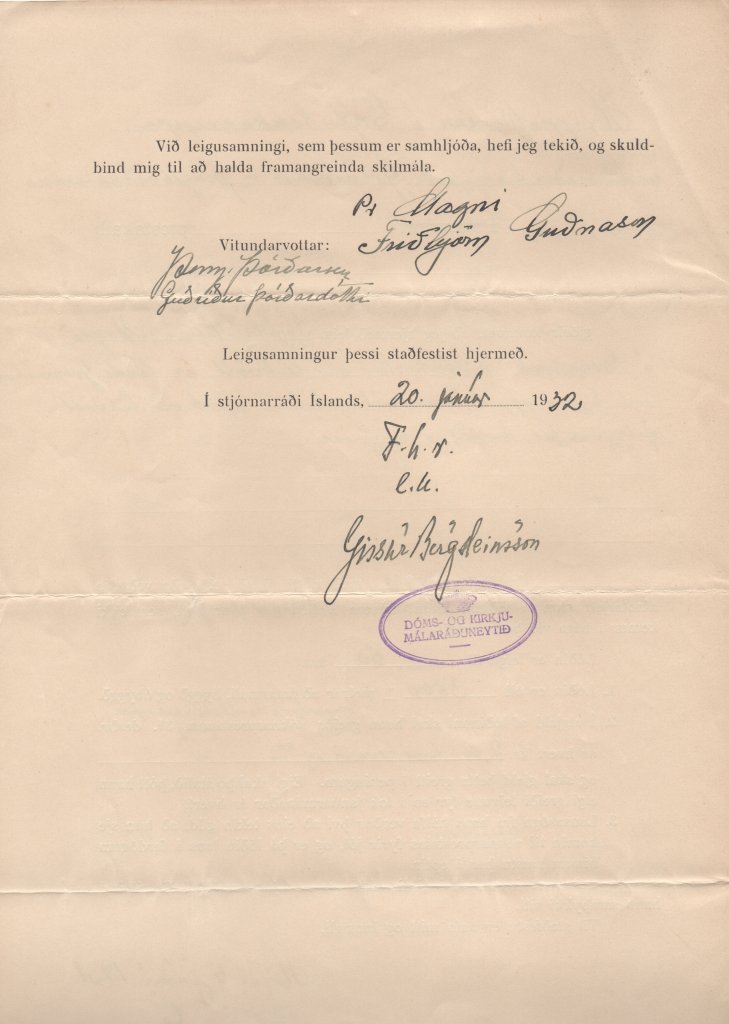 Við leigusamningi, sem þessum er samhljóða, hefi jeg tekið, og skuld-
bind mig til að halda framangreinda skilmála.
Pr Magni
Friðbjörn Guðnason
Vitundarvottar:
Þórðarson
Guðríður Þórðardóttir
Leigusamningur þessi staðfestist hjermeð.
Í stjórnarráði Íslands, 20. janúar 1932
F.h.r.
e.u.
Gissur Bergsteinsson
DÓMS- OG KIRKJU-
MÁLARÁÐUNEYTIÐ